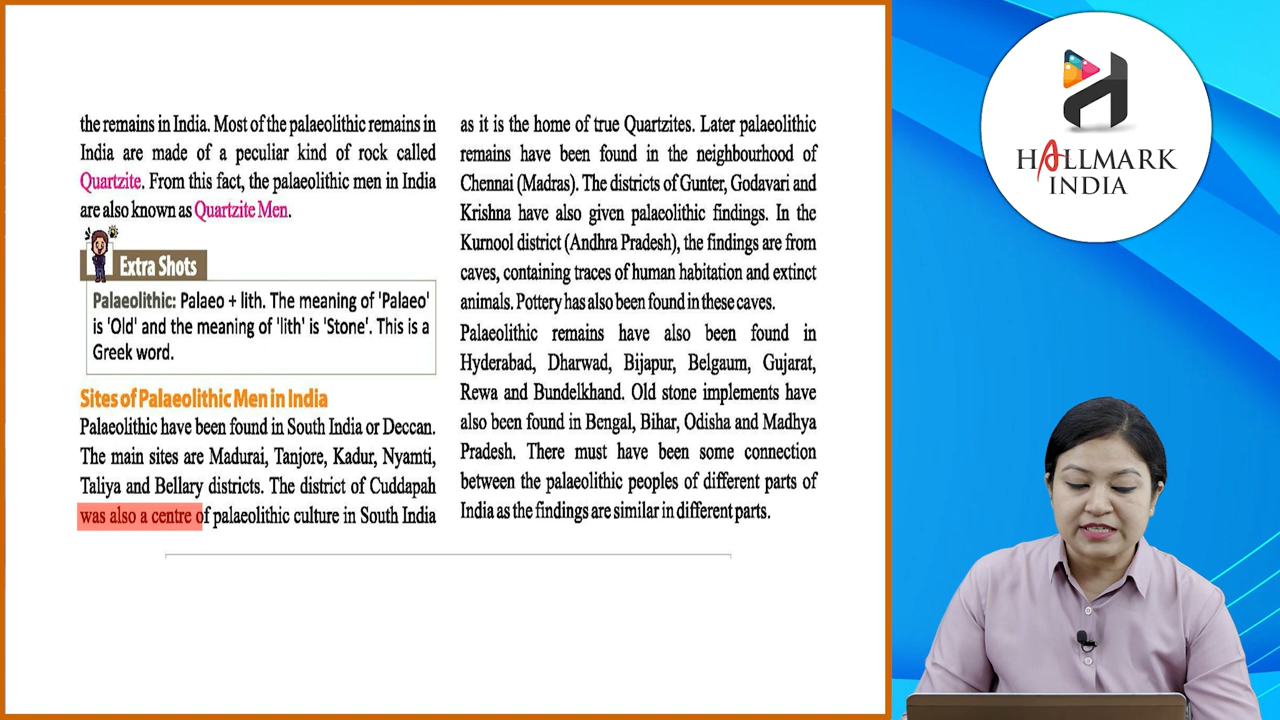 the remains in India. Most of the palaeolithic remains in
India are made of a peculiar kind of rock called
Quartzite. From this fact, the palaeolithic men in India
are also known as Quartzite Men.
Extra Shots
Palaeolithic: Palaeo + lith. The meaning of 'Palaeo'
is 'Old' and the meaning of 'lith' is 'Stone'. This is a
Greek word.
Sites of Palaeolithic Men in India
Palaeolithic have been found in South India or Deccan.
The main sites are Madurai, Tanjore, Kadur, Nyamti,
Taliya and Bellary districts. The district of Cuddapah
was also a centre of palaeolithic culture in South India
as it is the home of true Quartzites. Later palaeolithic
remains have been found in the neighbourhood of
Chennai (Madras). The districts of Gunter, Godavari and
Krishna have also given palaeolithic findings. In the
Kurnool district (Andhra Pradesh), the findings are from
caves, containing traces of human habitation and extinct
animals. Pottery has also been found in these caves.
Palaeolithic remains have also been found in
Hyderabad, Dharwad, Bijapur, Belgaum, Gujarat,
Rewa and Bundelkhand. Old stone implements have
also been found in Bengal, Bihar, Odisha and Madhya
Pradesh. There must have been some connection
between the palaeolithic peoples of different parts of
India as the findings are similar in different parts.
HALLMARK
INDIA